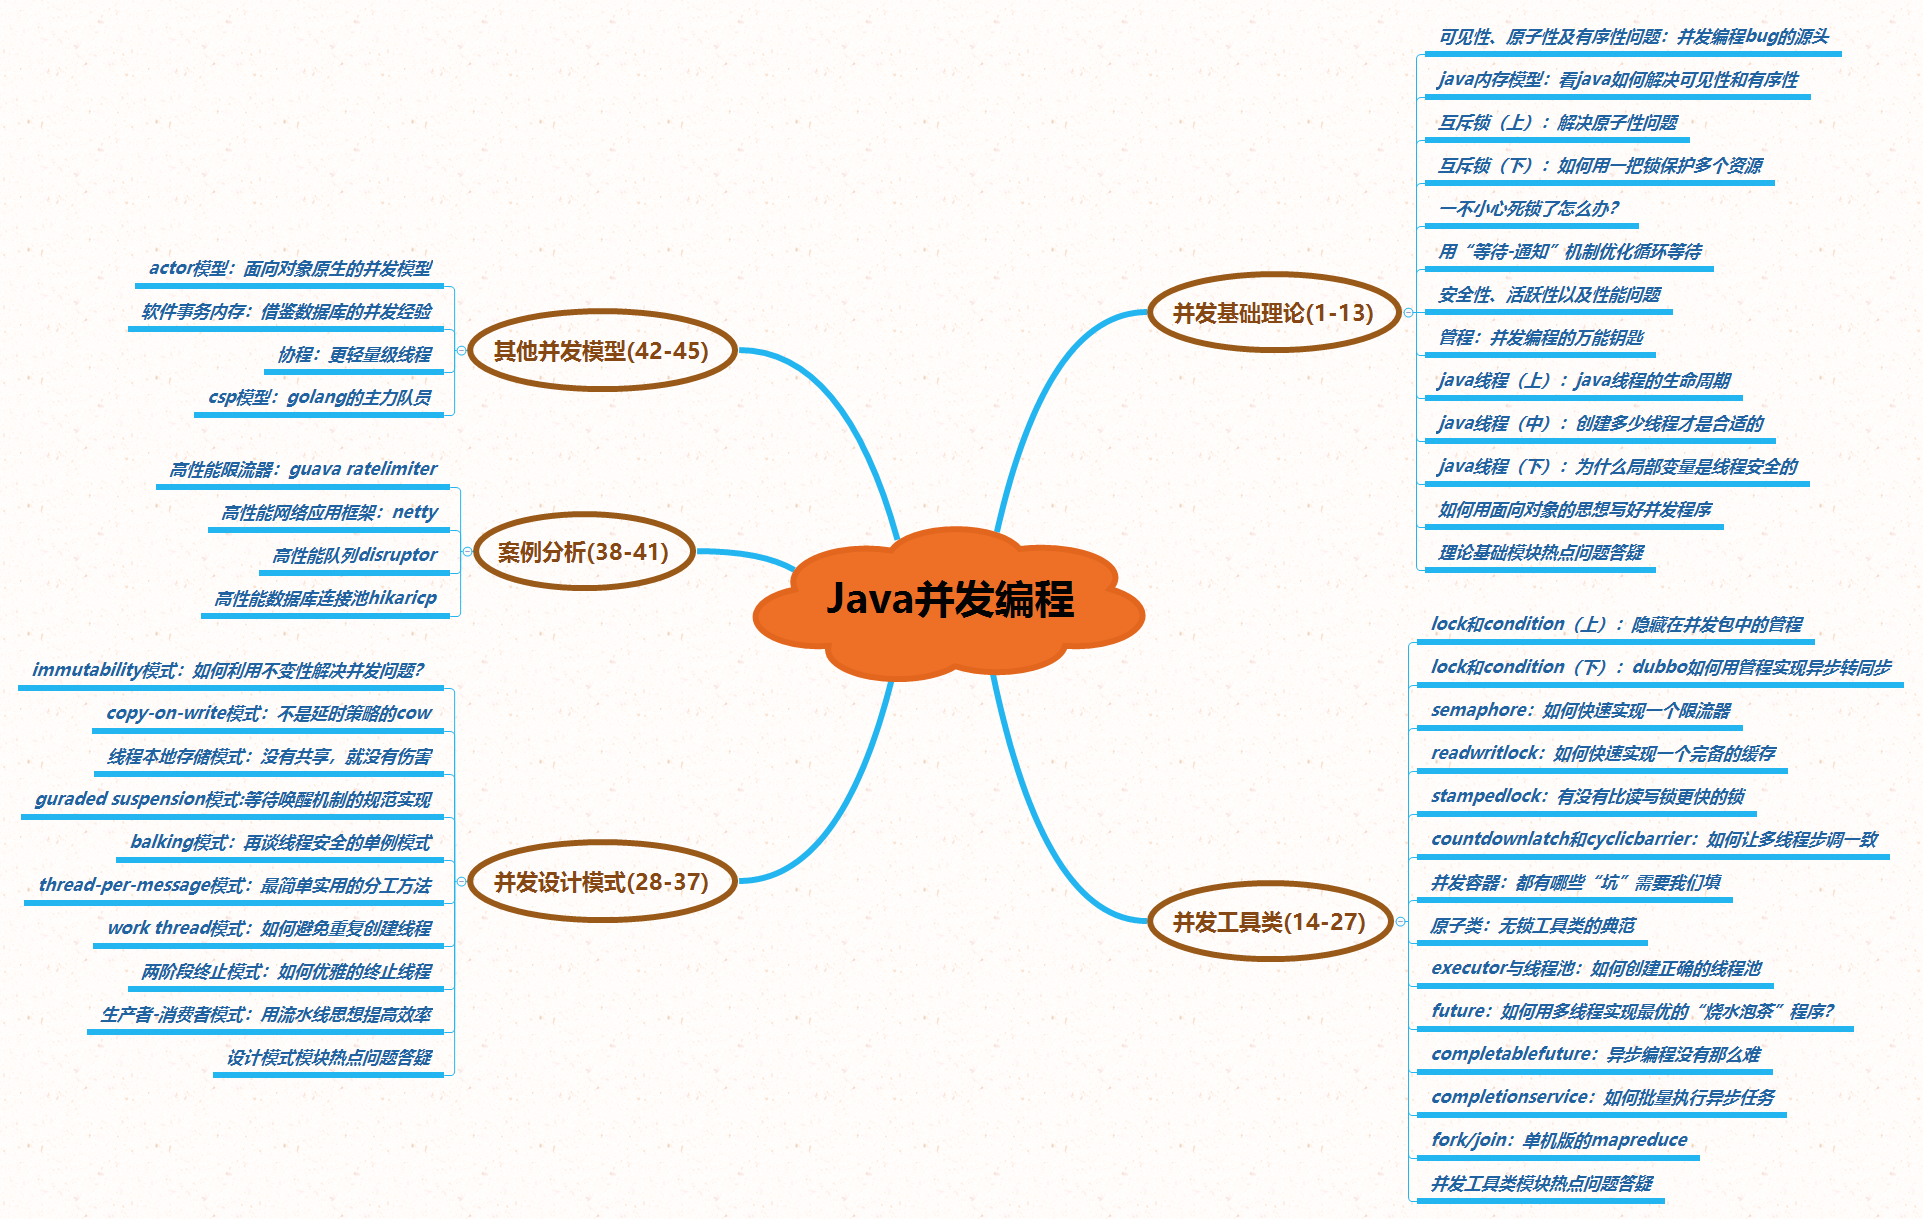 Java并发编程
并发基础理论(1-13)
可见性、原子性及有序性问题：并发编程bug的源头
java内存模型：看java如何解决可见性和有序性
互斥锁（上）：解决原子性问题
互斥锁（下）：如何用一把锁保护多个资源
一不小心死锁了怎么办?
用“等待-通知”机制优化循环等待
安全性、活跃性以及性能问题
管程：并发编程的万能钥匙
java线程（上）：java线程的生命周期
java线程（中）：创建多少线程才是合适的
java线程（下）：为什么局部变量是线程安全的
如何用面向对象的思想写好并发程序
理论基础模块热点问题答疑
并发工具类(14-27)
lock和condition（上）：隐藏在并发包中的管程
lock和condition（下）：dubbo如何用管程实现异步转同步
semaphore：如何快速实现一个限流器
readwritlock：如何快速实现一个完备的缓存
stampedlock：有没有比读写锁更快的锁
countdownlatch和cyclicbarrier：如何让多线程步调一致
并发容器：都有哪些“坑”需要我们填
原子类：无锁工具类的典范
executor与线程池：如何创建正确的线程池
future：如何用多线程实现最优的“烧水泡茶”程序?
completablefuture：异步编程没有那么难
completionservice：如何批量执行异步任务
fork/join：单机版的mapreduce
并发工具类模块热点问题答疑
其他并发模型(42-45)
actor模型：面向对象原生的并发模型
软件事务内存：借鉴数据库的并发经验
协程：更轻量级线程
csp模型：golang的主力队员
案例分析(38-41)
高性能限流器：guava ratelimiter
高性能网络应用框架：netty
高性能队列disruptor
高性能数据库连接池hikaricp
并发设计模式(28-37)
immutability模式：如何利用不变性解决并发问题?
copy-on-write模式：不是延时策略的cow
线程本地存储模式：没有共享，就没有伤害
guraded suspension模式:等待唤醒机制的规范实现
balking模式：再谈线程安全的单例模式
thread-per-message模式：最简单实用的分工方法
work thread模式：如何避免重复创建线程
两阶段终止模式：如何优雅的终止线程
生产者-消费者模式：用流水线思想提高效率
设计模式模块热点问题答疑